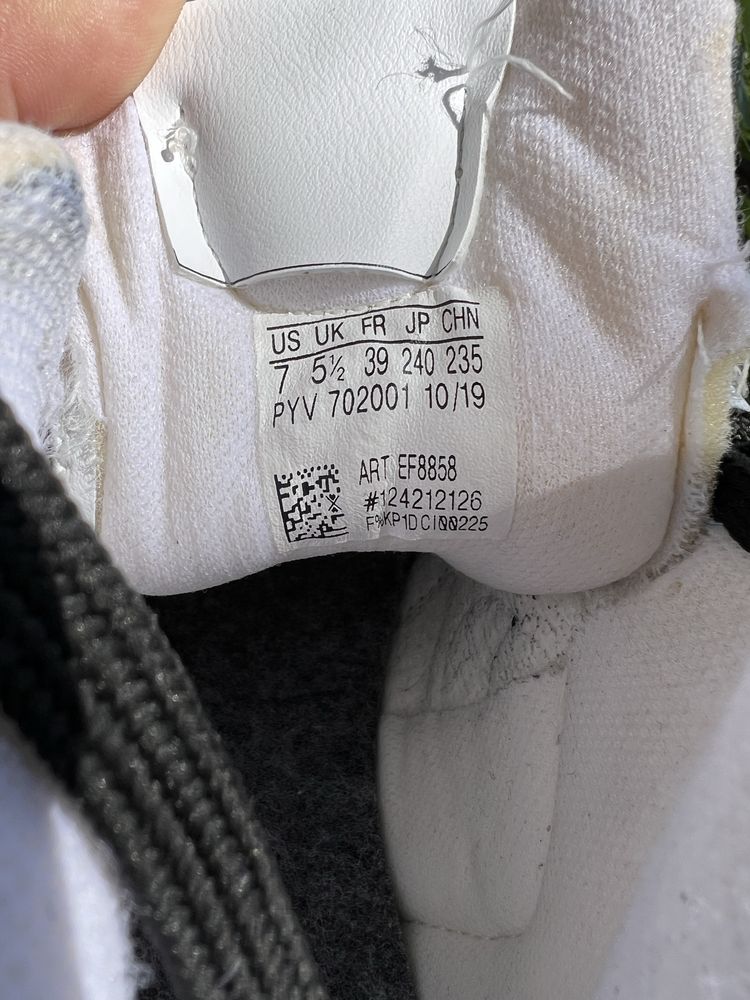 US UK FR JP CHN
7 5½ 39 240 235
PYV 702001 10/19
ART EF8858
#124212126